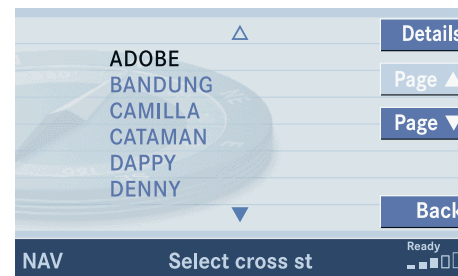 Details
ADOBE
Page
BANDUNG
CAMILLA
Page
CATAMAN
DAPPY
DENNY
Back
NAV Select cross st Ready